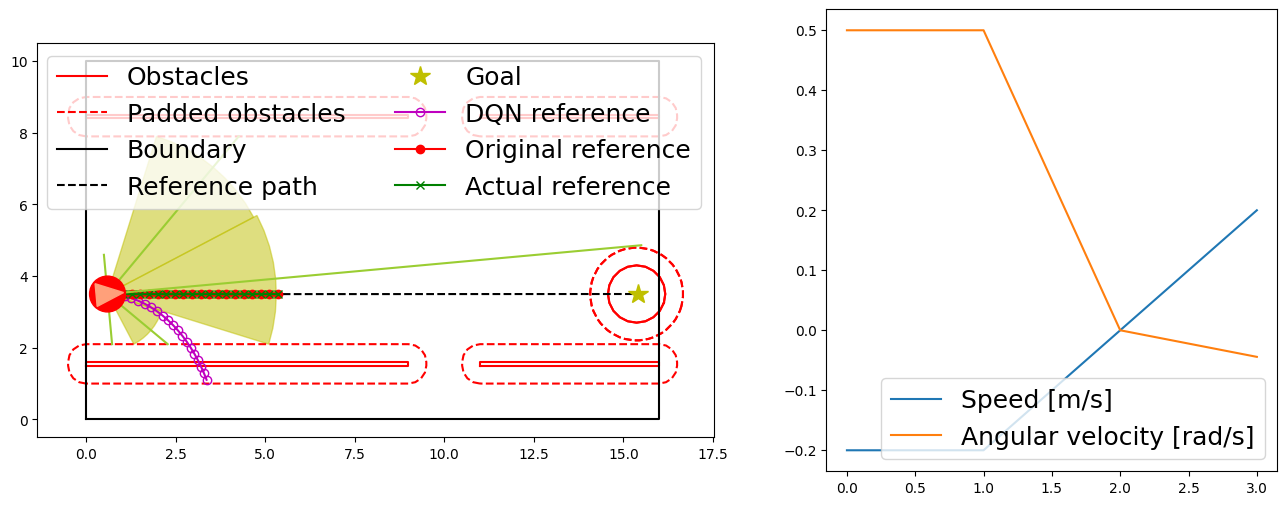 Obstacles
Padded obstacles
Boundary
Reference path
Goal
DQN reference
Original reference
Actual reference
10
8
6
4
2
0
0.0 2.5 5.0 7.5 10.0 12.5 15.0 17.5
0.5
0.4
0.3
0.2
0.1
0.0
−0.1
−0.2
Speed [m/s]
Angular velocity [rad/s]
0.0 0.5 1.0 1.5 2.0 2.5 3.0